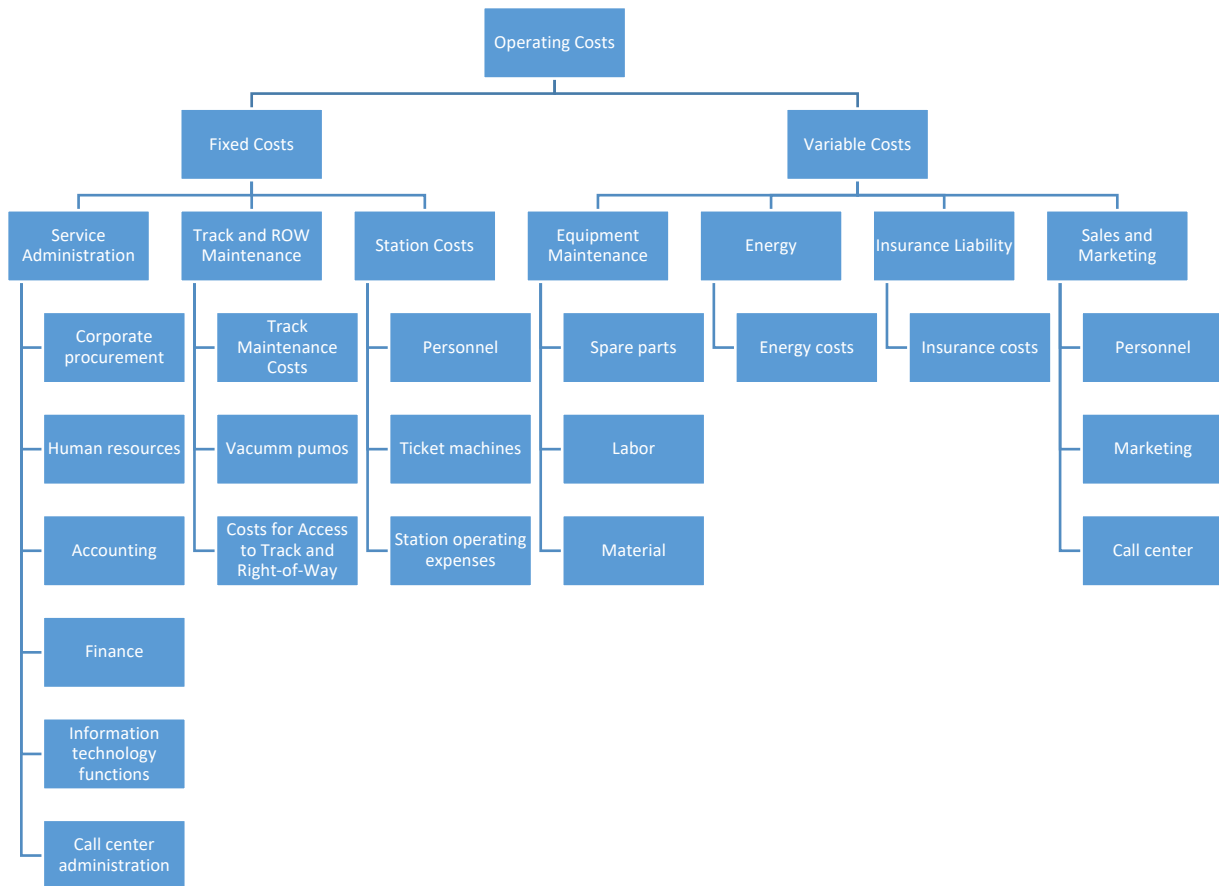 Operating Costs
Fixed Costs
Variable Costs
Service
Administration
Track and ROW
Maintenance
Station Costs
Equipment
Maintenance
Energy
Insurance Liability
Sales and
Marketing
Corporate
procurement
Track
Maintenance
Costs
Personnel
Spare parts
Energy costs
Insurance costs
Personnel
Human resources
Vacumm pumos
Ticket machines
Labor
Marketing
Accounting
Costs for Access
to Track and
Right-of-Way
Station operating
expenses
Material
Call center
Finance
Information
technology
functions
Call center
administration